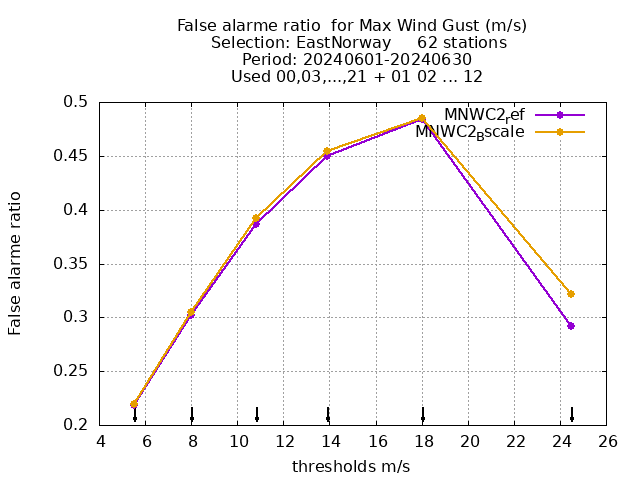 False alarme ratio  for Max Wind Gust (m/s)
Selection: EastNorway     62 stations
Period: 20240601-20240630
Used 00,03,...,21 + 01 02 ... 12
MNWC2_ref
MNWC2_Bscale
0.5
0.45
0.4
0.35
0.3
0.25
0.2
False alarme ratio
4 6 8 10 12 14 16 18 20 22 24 26
thresholds m/s